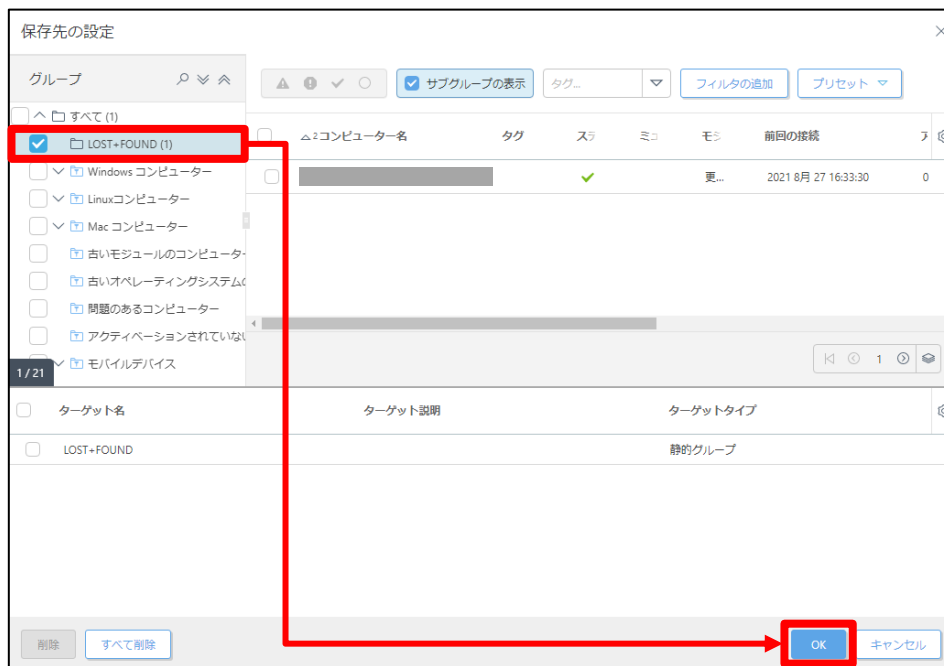 保存先の設定
グループ
サブグループの表示
タグ...
フィルタの追加
プリセット
すべて (1)
LOST+FOUND (1)
Windows コンピューター
Linuxコンピューター
Mac コンピューター
古いモジュールのコンピューター
古いオペレーティングシステムの
問題のあるコンピューター
アクティベーションされていない
モバイルデバイス
1 / 21
2 コンピューター名 タグ ステ ミュ モジ 前回の接続 ア
更... 2021 8月 27 16:33:30 0
1
ターゲット名 ターゲット説明 ターゲットタイプ
LOST+FOUND 静的グループ
削除 すべて削除 OK キャンセル